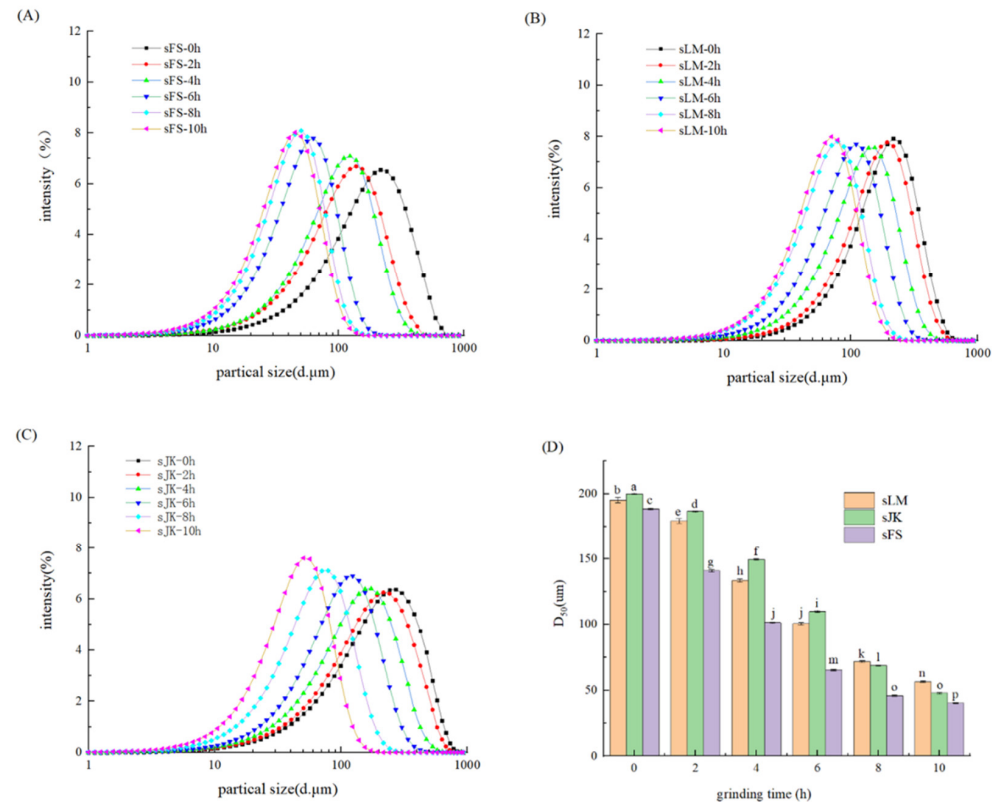 (A)
sFS-0h
sFS-2h
sFS-4h
sFS-6h
sFS-8h
sFS-10h
12
10
8
6
4
2
0
intensity（%）
1
10
100
1000
partical size(d.μm)
(B)
sLM-0h
sLM-2h
sLM-4h
sLM-6h
sLM-8h
sLM-10h
12
10
8
6
4
2
0
intensity(%)
1
10
100
1000
partical size(d.μm)
(C)
sJK-0h
sJK-2h
sJK-4h
sJK-6h
sJK-8h
sJK-10h
12
10
8
6
4
2
0
intensity(%)
1
10
100
1000
partical size(d.μm)
(D)
sLM
sJK
sFS
200
150
100
50
0
D50(um)
b a c
e d g
h f j
j i m
k l o
n o p
0
2
4
6
8
10
grinding time (h)